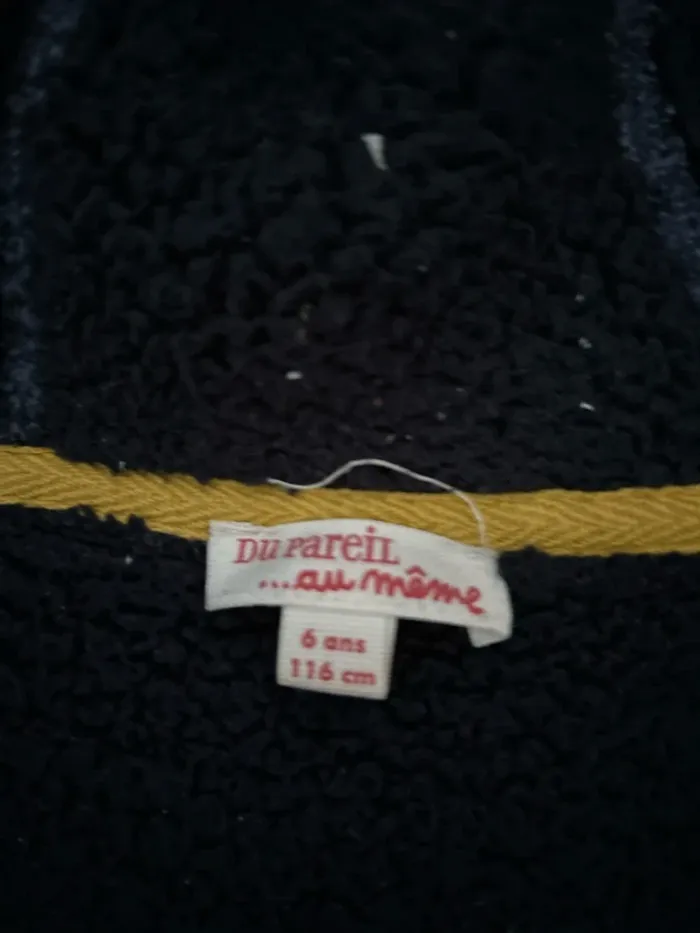 Du Pareil
...au même
6 ans
116 cm